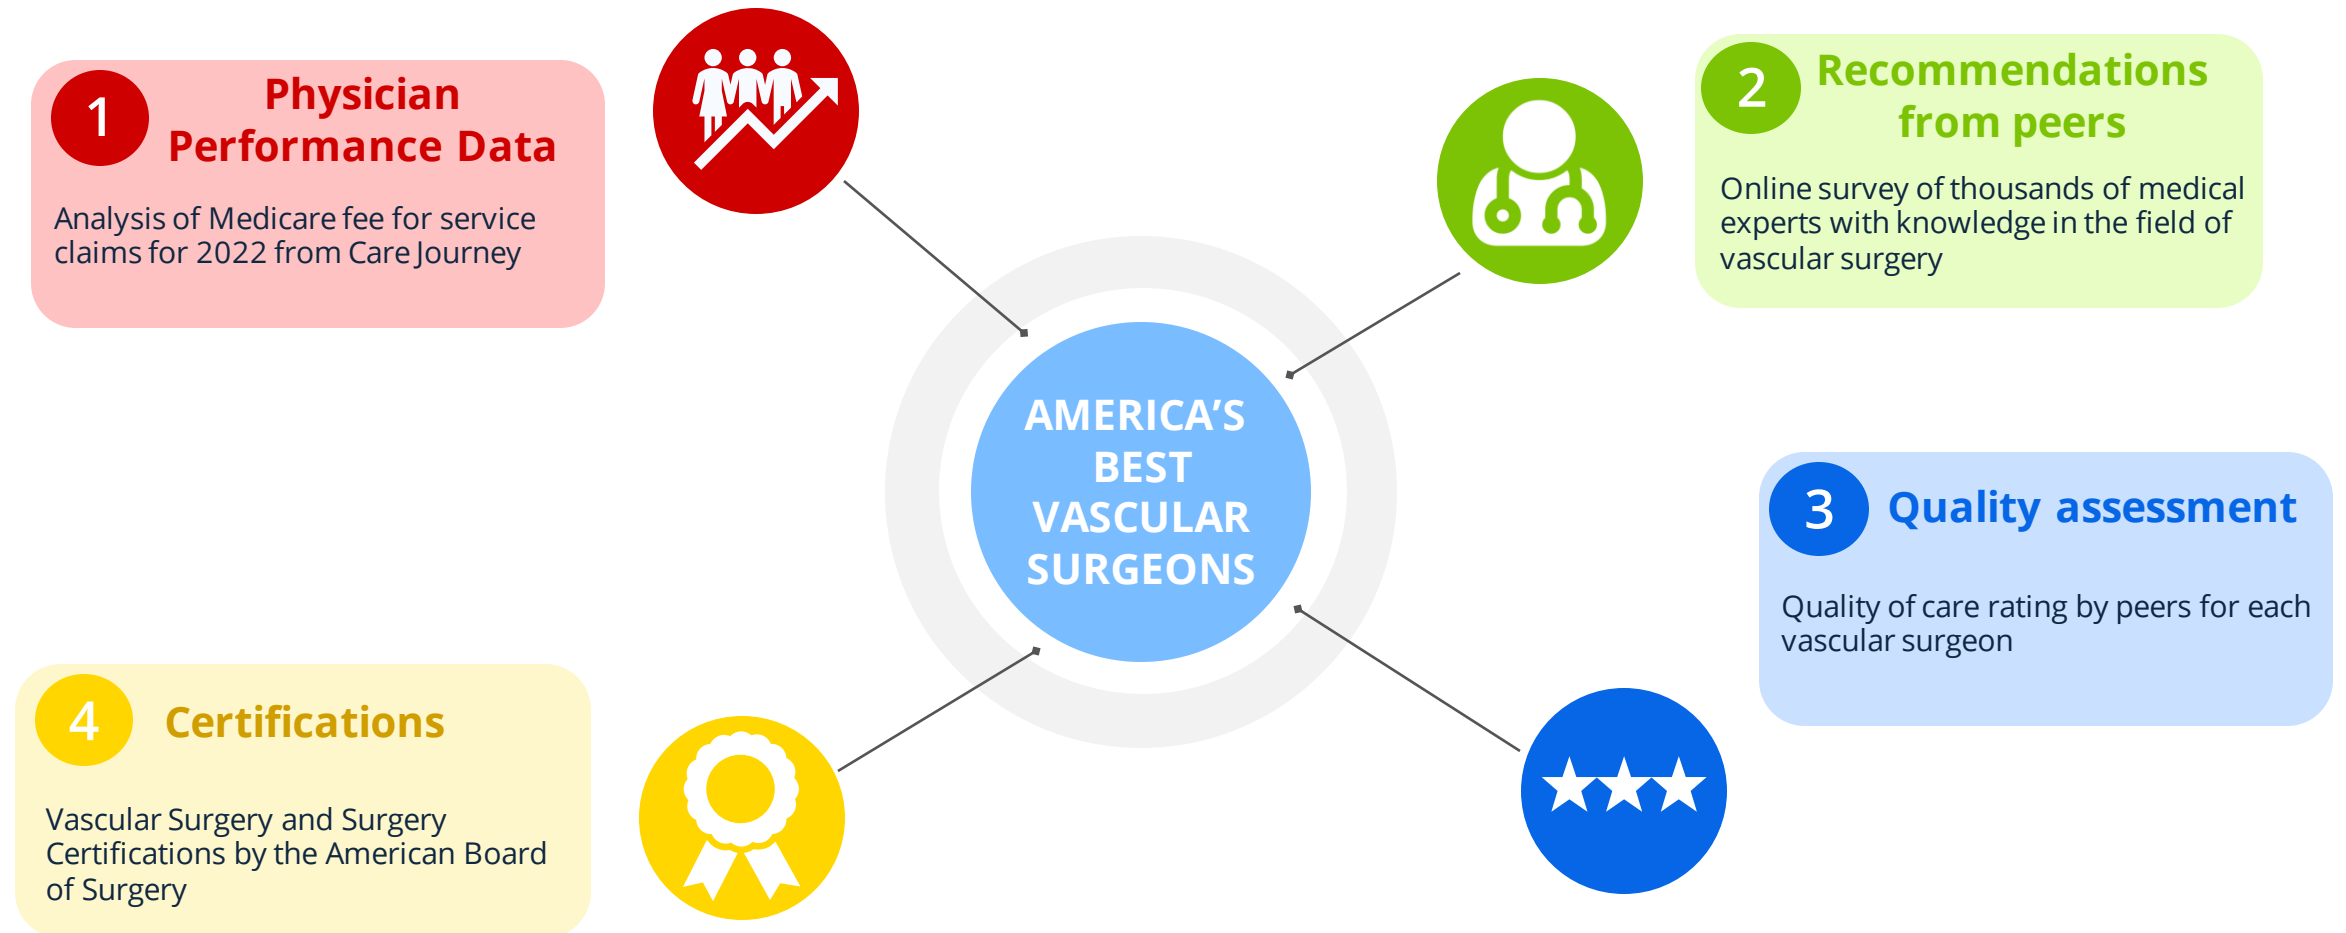 1
Physician
Performance Data
Analysis of Medicare fee for service
claims for 2022 from Care Journey
2
Recommendations
from peers
Online survey of thousands of medical
experts with knowledge in the field of
vascular surgery
AMERICA’S
BEST
VASCULAR
SURGEONS
3
Quality assessment
Quality of care rating by peers for each
vascular surgeon
4
Certifications
Vascular Surgery and Surgery
Certifications by the American Board
of Surgery